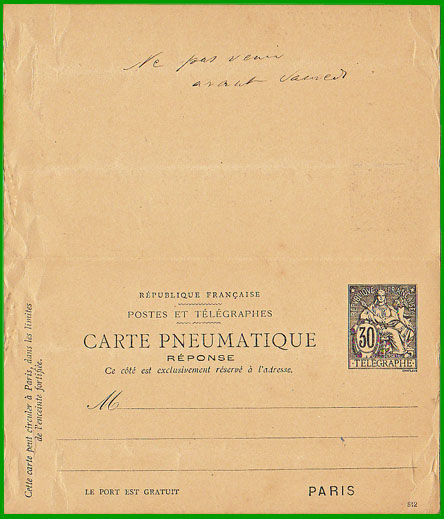 Ne pas venir
avant Samedi
RÉPUBLIQUE FRANÇAISE
POSTES ET TÉLÉGRAPHES
CARTE PNEUMATIQUE
RÉPONSE
Ce côté est exclusivement réservé à l'adresse.
30
TÉLÉGRAPHE
M
Cette carte peut circuler à Paris, dans les limites
de l'enceinte fortifiée.
LE PORT EST GRATUIT
PARIS
512